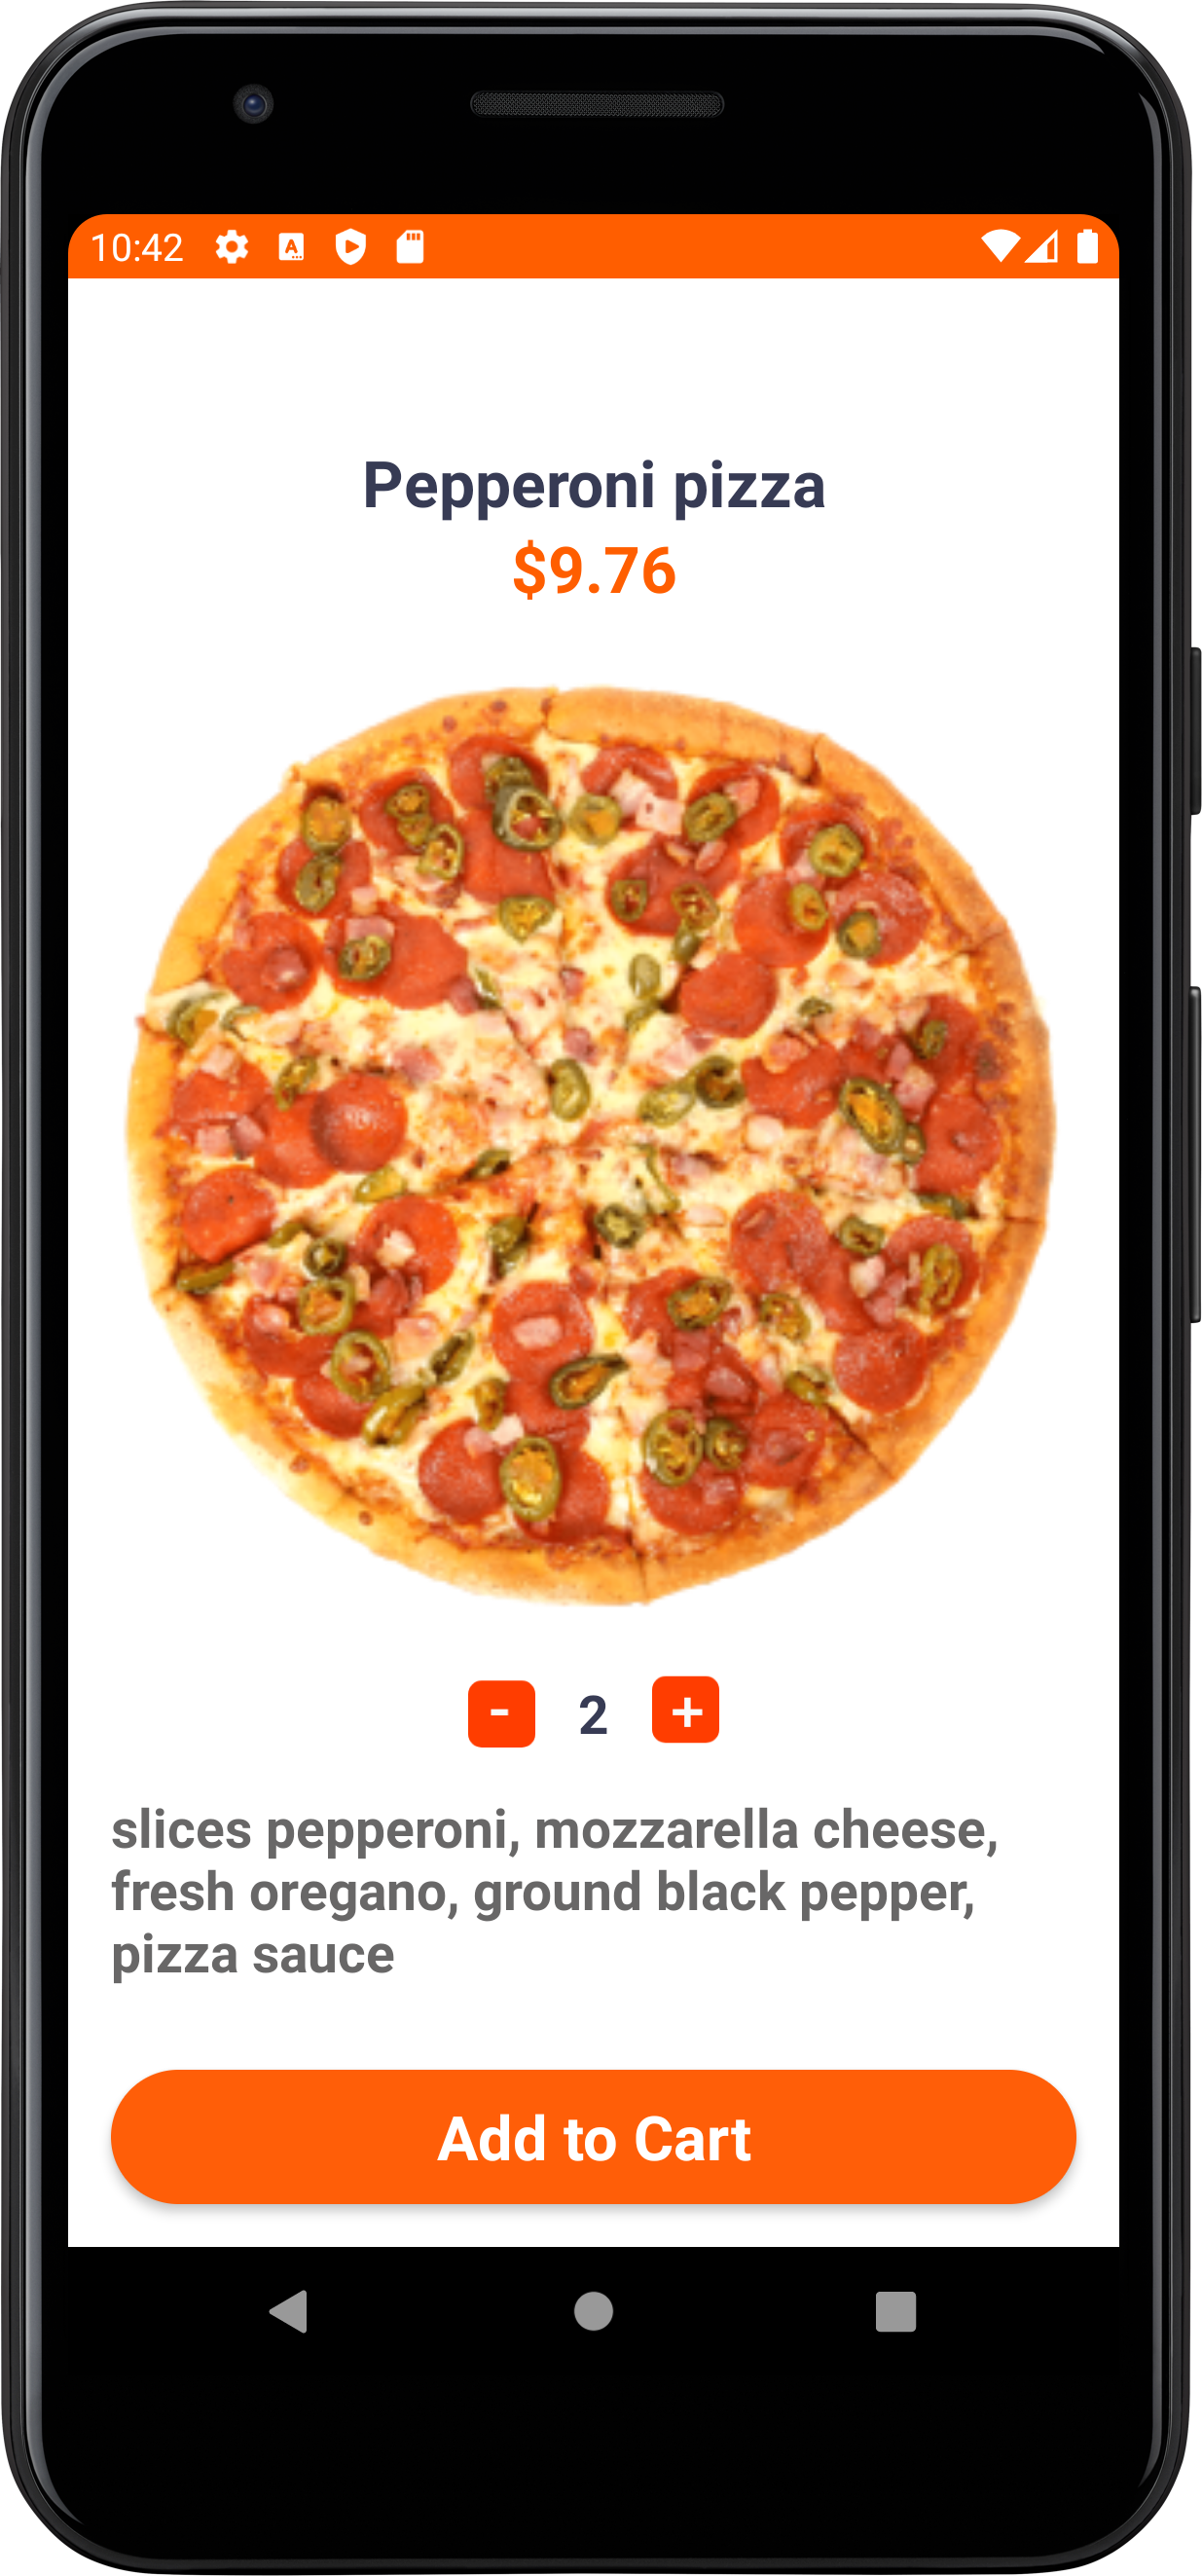 10:42
Pepperoni pizza
$9.76
- 2 +
slices pepperoni, mozzarella cheese,
fresh oregano, ground black pepper,
pizza sauce
Add to Cart